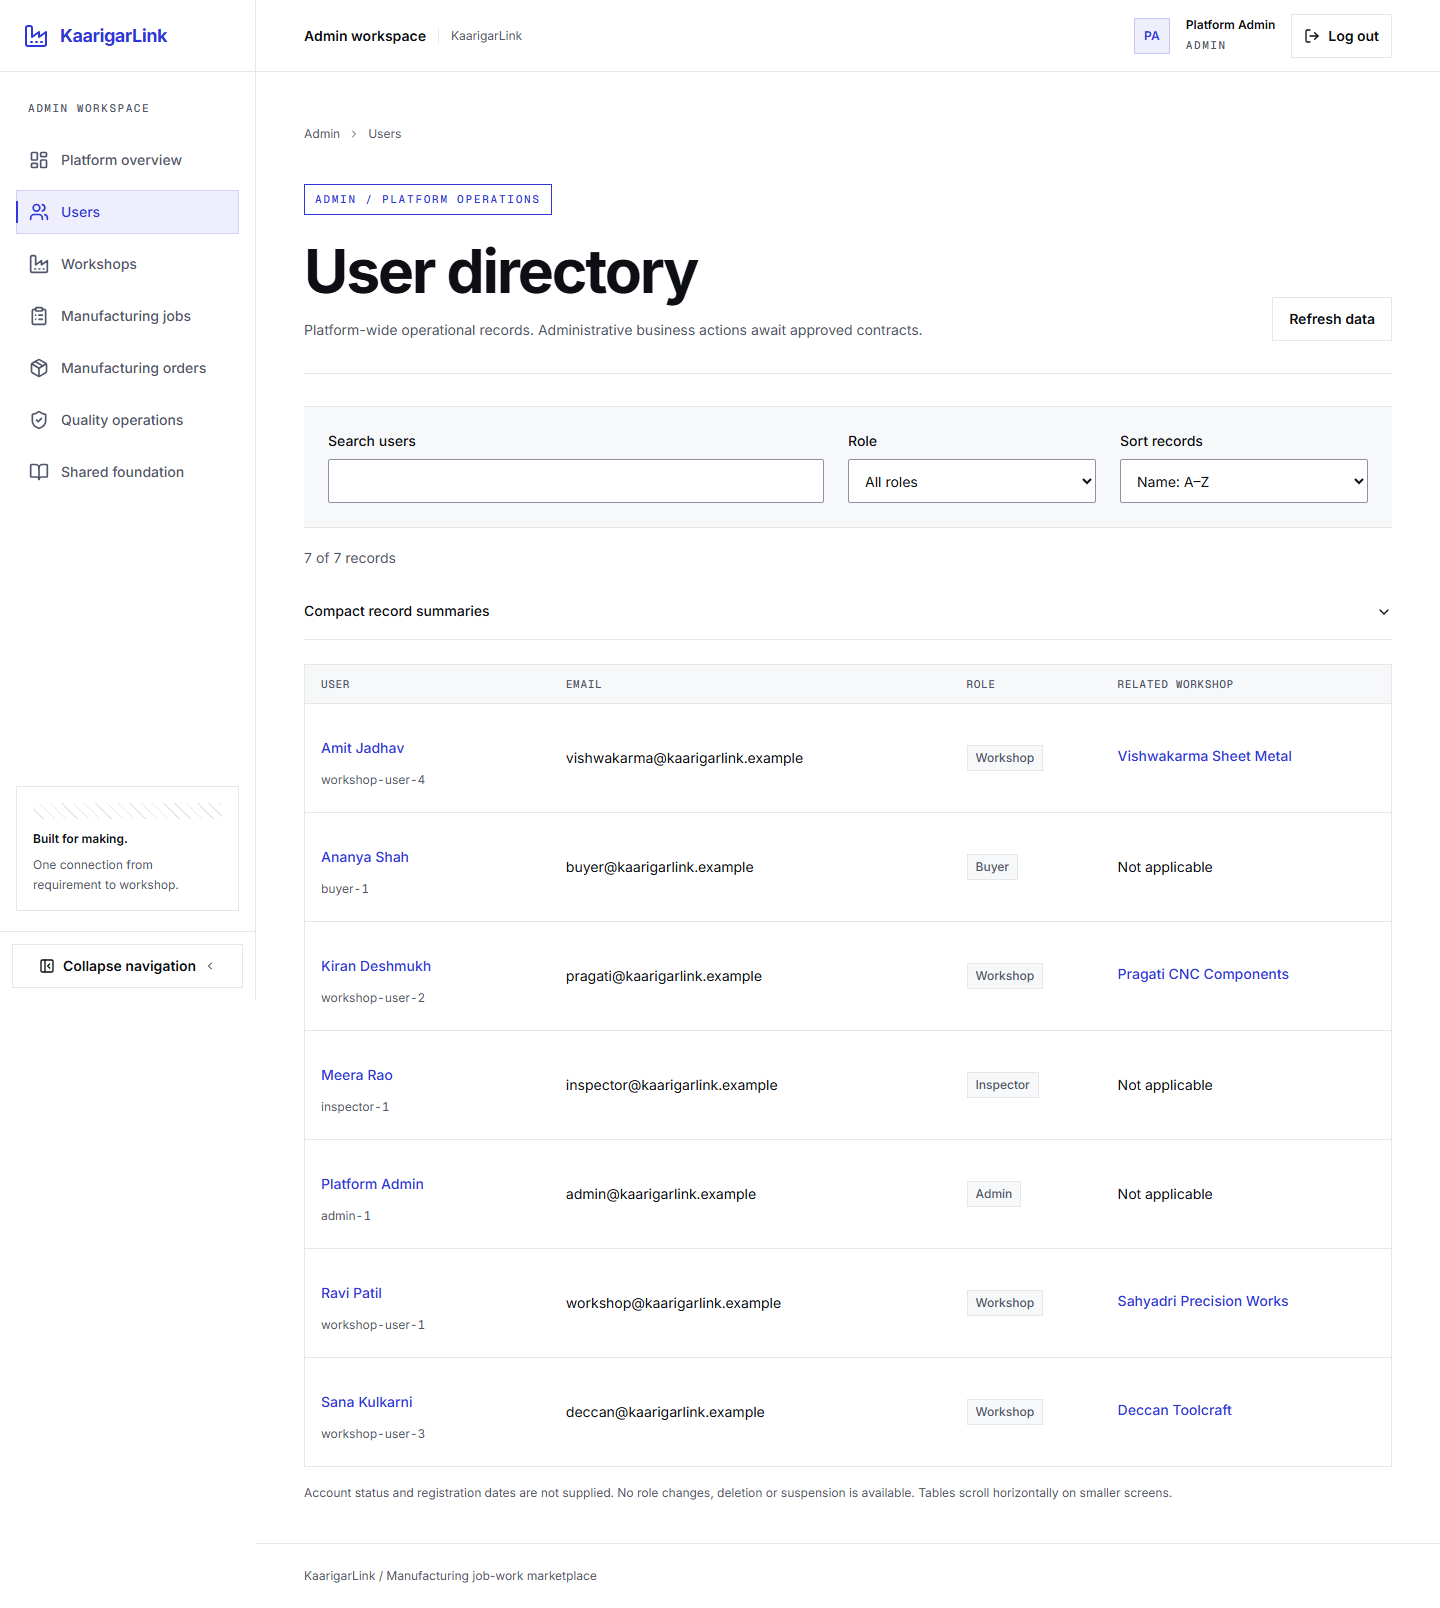 KaarigarLink
Admin workspace
KaarigarLink
PA
Platform Admin
ADMIN
Log out
ADMIN WORKSPACE
Platform overview
Users
Workshops
Manufacturing jobs
Manufacturing orders
Quality operations
Shared foundation
Built for making.
One connection from
requirement to workshop.
Collapse navigation
Admin
Users
ADMIN / PLATFORM OPERATIONS
User directory
Platform-wide operational records. Administrative business actions await approved contracts.
Refresh data
Search users
Role
Sort records
All roles
Name: A–Z
7 of 7 records
Compact record summaries
USER EMAIL ROLE RELATED WORKSHOP
Amit Jadhav
workshop-user-4
vishwakarma@kaarigarlink.example
Workshop
Vishwakarma Sheet Metal
Ananya Shah
buyer-1
buyer@kaarigarlink.example
Buyer
Not applicable
Kiran Deshmukh
workshop-user-2
pragati@kaarigarlink.example
Workshop
Pragati CNC Components
Meera Rao
inspector-1
inspector@kaarigarlink.example
Inspector
Not applicable
Platform Admin
admin-1
admin@kaarigarlink.example
Admin
Not applicable
Ravi Patil
workshop-user-1
workshop@kaarigarlink.example
Workshop
Sahyadri Precision Works
Sana Kulkarni
workshop-user-3
deccan@kaarigarlink.example
Workshop
Deccan Toolcraft
Account status and registration dates are not supplied. No role changes, deletion or suspension is available. Tables scroll horizontally on smaller screens.
KaarigarLink / Manufacturing job-work marketplace